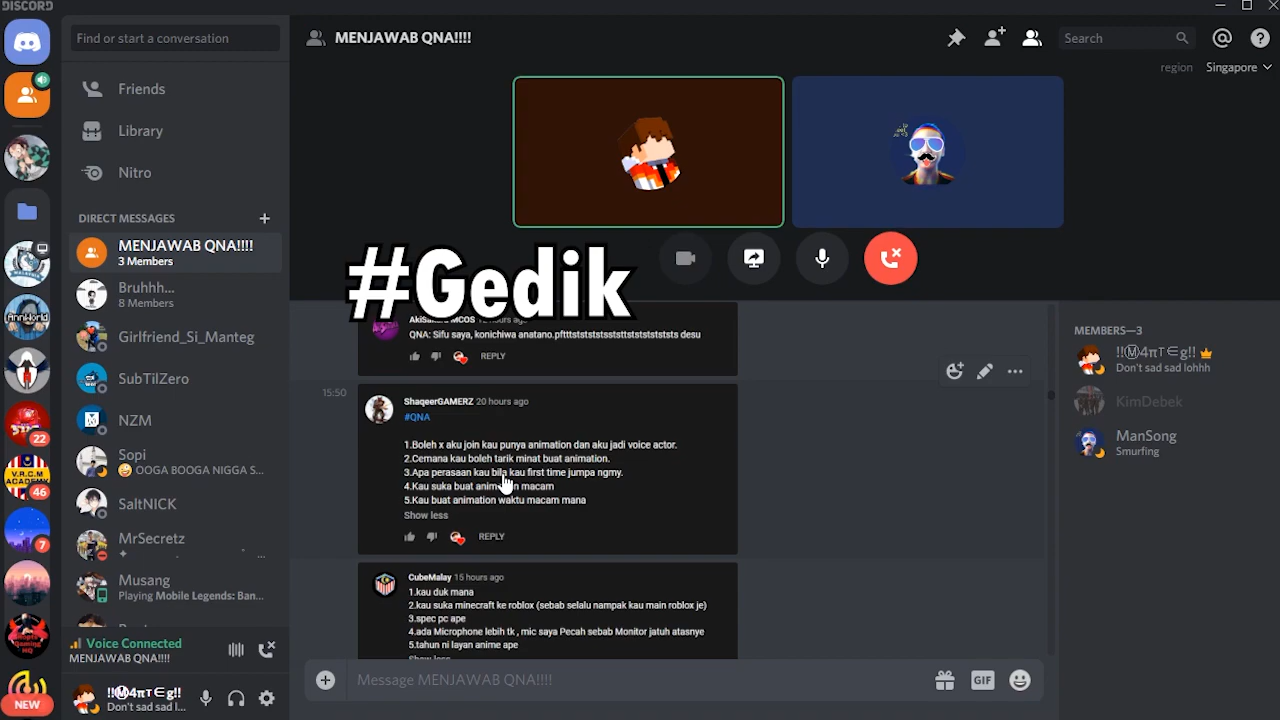 DISCORD
Find or start a conversation
Friends
Library
Nitro
DIRECT MESSAGES
MENJAWAB QNA!!!!
3 Members
Bruhhh...
8 Members
Girlfriend_Si_Manteg
SubTilZero
NZM
Sopi
OOGA BOOGA NIGGA S...
SaltNICK
MrSecretz
Musang
Playing Mobile Legends: Ban...
Voice Connected
MENJAWAB QNA!!!!
!!Ⓜ4πт∈g!!
Don't sad sad l...
22
46
7
NEW
MENJAWAB QNA!!!!
Search
region
Singapore
#Gedik
QNA: Sifu saya, konichiwa anatano.pftttstststsststtststststststs desu
REPLY
15:50
ShaqeerGAMERZ 20 hours ago
#QNA
1.Boleh x aku join kau punya animation dan aku jadi voice actor.
2.Cemana kau boleh tarik minat buat animation.
3.Apa perasaan kau bila kau first time jumpa ngmy.
4.Kau suka buat animation macam
5.Kau buat animation waktu macam mana
Show less
REPLY
CubeMalay 15 hours ago
1.kau duk mana
2.kau suka minecraft ke roblox (sebab selalu nampak kau main roblox je)
3.spec pc ape
4.ada Microphone lebih tk , mic saya Pecah sebab Monitor jatuh atasnye
5.tahun ni layan anime ape
Show less
Message MENJAWAB QNA!!!!
GIF
MEMBERS—3
!!Ⓜ4πт∈g!!
Don't sad sad lohhh
KimDebek
ManSong
Smurfing